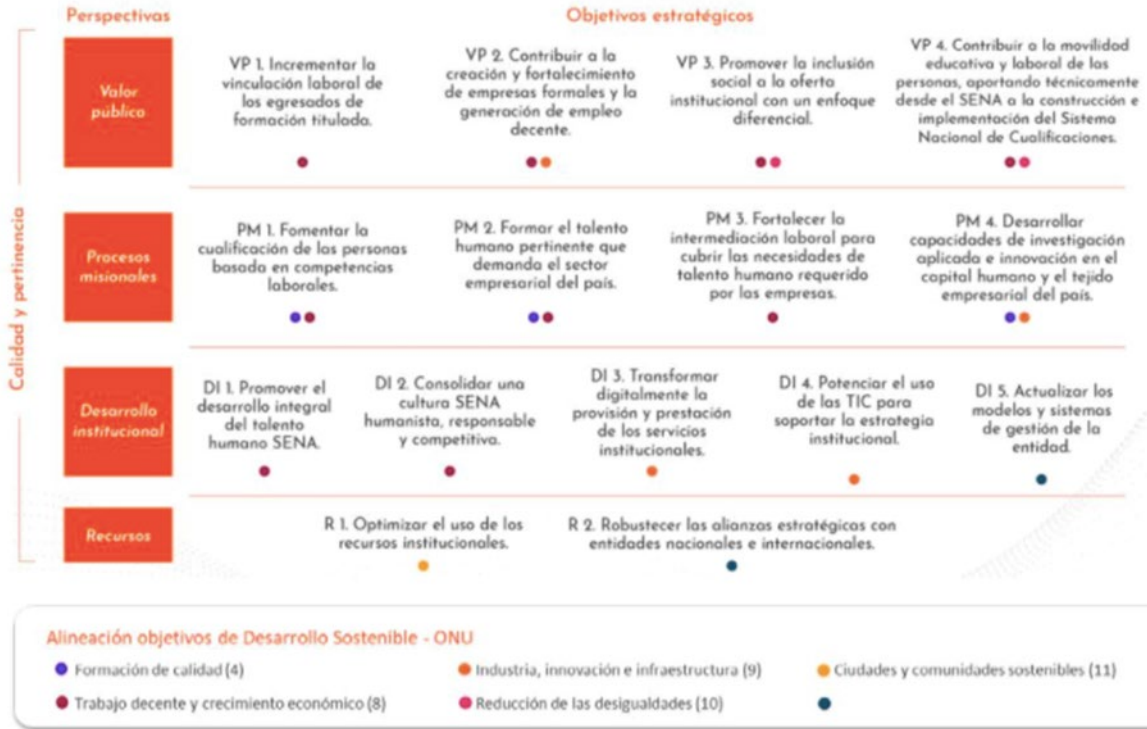 Perspectivas
Objetivos estratégicos
Calidad y pertinencia
Valor
público
VP 1. Incrementar la
vinculación laboral de
los egresados de
formación titulada.
VP 2. Contribuir a la
creación y fortalecimiento
de empresas formales y la
generación de empleo
decente.
VP 3. Promover la inclusión
social a la oferta
institucional con un enfoque
diferencial.
VP 4. Contribuir a la movilidad
educativa y laboral de las
personas, aportando técnicamente
desde el SENA a la construcción e
implementación del Sistema
Nacional de Cualificaciones.
Procesos
misionales
PM 1. Fomentar la
cualificación de las personas
basada en competencias
laborales.
PM 2. Formar el talento
humano pertinente que
demanda el sector
empresarial del país.
PM 3. Fortalecer la
intermediación laboral para
cubrir las necesidades de
talento humano requerido
por las empresas.
PM 4. Desarrollar
capacidades de investigación
aplicada e innovación en el
capital humano y el tejido
empresarial del país.
Desarrollo
institucional
DI 1. Promover el
desarrollo integral
del talento
humano SENA.
DI 2. Consolidar una
cultura SENA
humanista, responsable
y competitiva.
DI 3. Transformar
digitalmente la
provisión y prestación
de los servicios
institucionales.
DI 4. Potenciar el uso
de las TIC para
soportar la estrategia
institucional.
DI 5. Actualizar los
modelos y sistemas
de gestión de la
entidad.
Recursos
R 1. Optimizar el uso de los
recursos institucionales.
R 2. Robustecer las alianzas estratégicas con
entidades nacionales e internacionales.
Alineación objetivos de Desarrollo Sostenible - ONU
Formación de calidad (4)
Industria, innovación e infraestructura (9)
Ciudades y comunidades sostenibles (11)
Trabajo decente y crecimiento económico (8)
Reducción de las desigualdades (10)